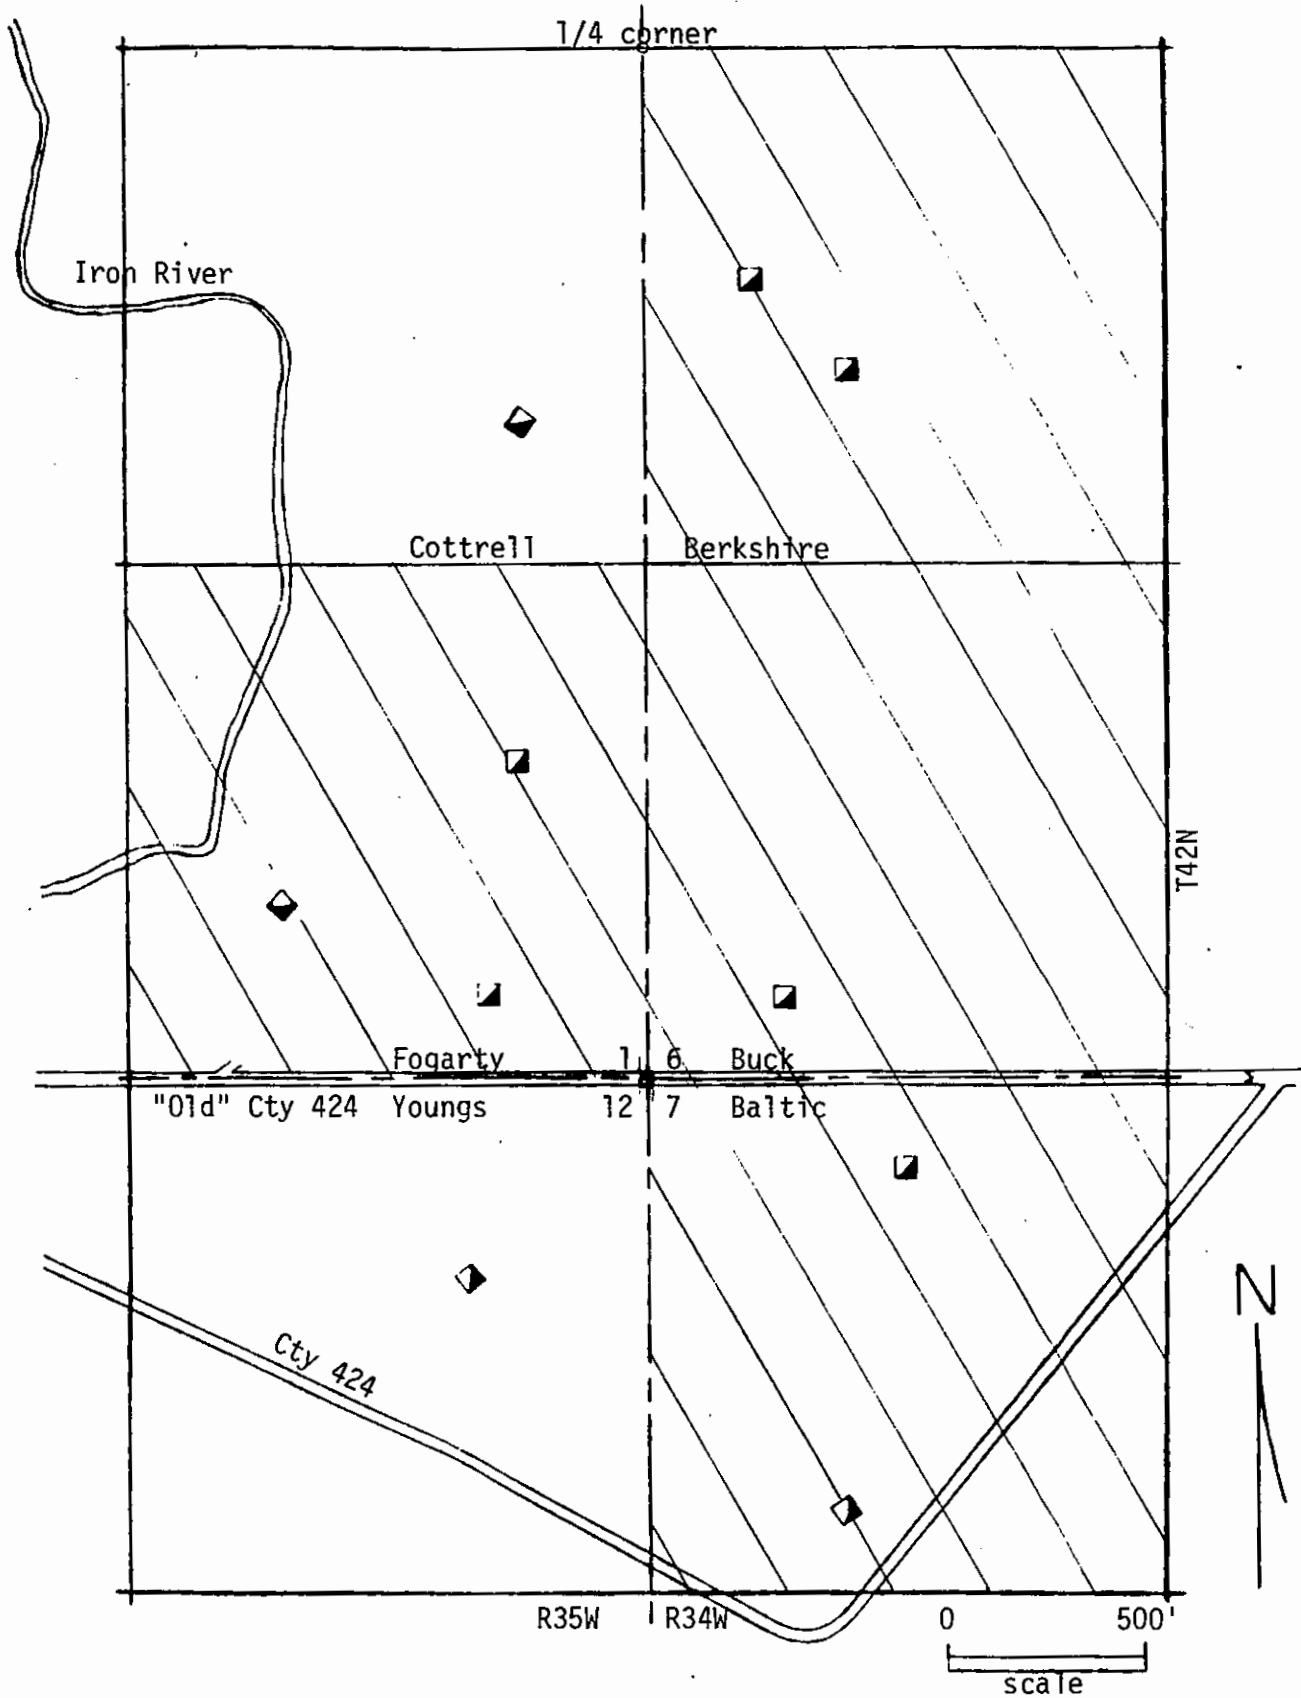 1/4 corner
Iron River
Cottrell
Berkshire
T42N
Fogarty
1
6
Buck
"Old" Cty 424
Youngs
12
7
Baltic
Cty 424
N
R35W
R34W
0
500'
scale